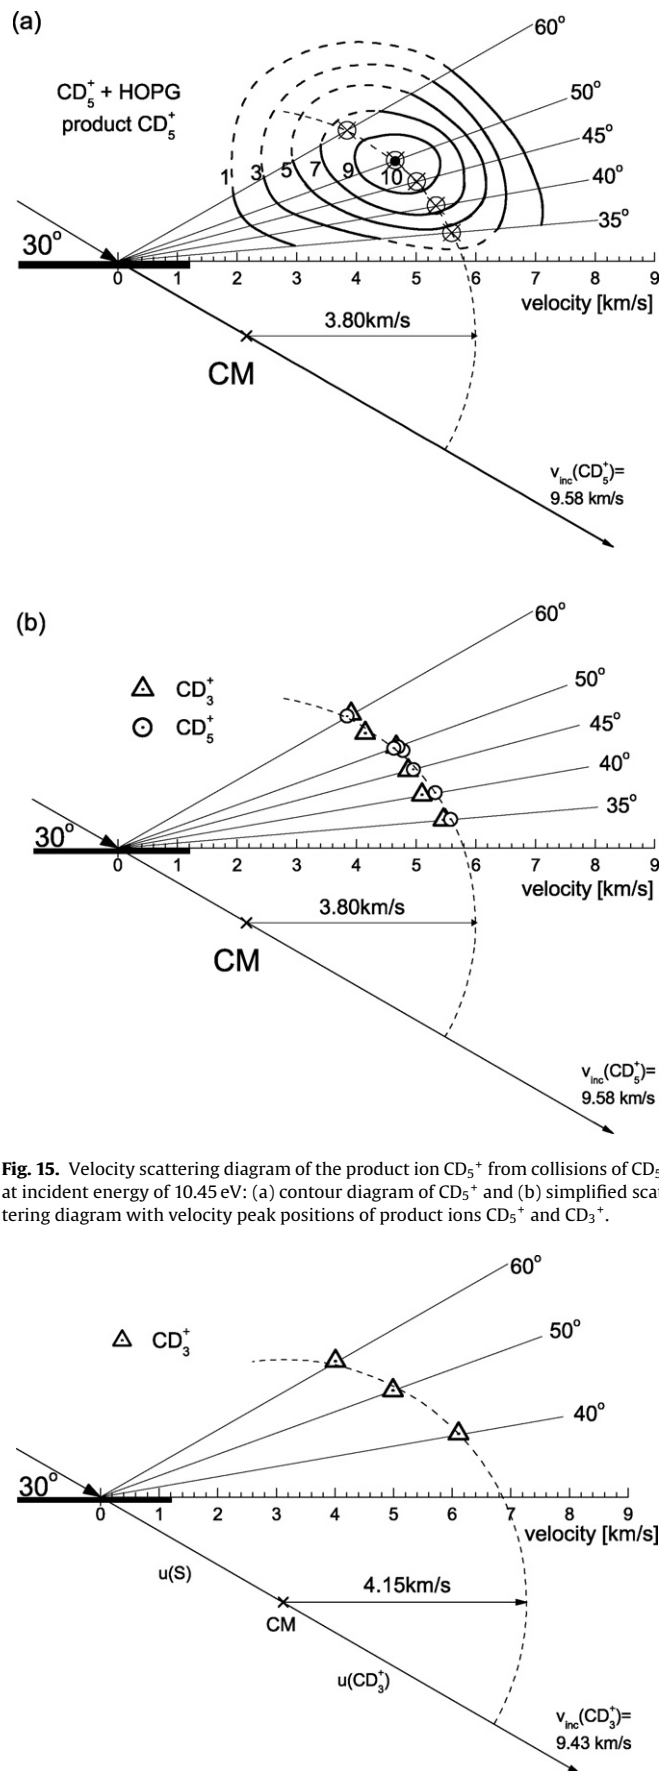 (a)
60°
CD₅⁺ + HOPG
product CD₅⁺
50°
45°
40°
35°
1 3 5 7 9 10
30°
0 1 2 3 4 5 6 7 8 9
velocity [km/s]
3.80km/s
CM
v_inc(CD₅⁺)=
9.58 km/s
(b)
60°
CD₃⁺
CD₅⁺
50°
45°
40°
35°
30°
0 1 2 3 4 5 6 7 8 9
velocity [km/s]
3.80km/s
CM
v_inc(CD₅⁺)=
9.58 km/s
Fig. 15. Velocity scattering diagram of the product ion CD₅⁺ from collisions of CD₅
at incident energy of 10.45 eV: (a) contour diagram of CD₅⁺ and (b) simplified scat
tering diagram with velocity peak positions of product ions CD₅⁺ and CD₃⁺.
60°
CD₃⁺
50°
40°
30°
0 1 2 3 4 5 6 7 8 9
velocity [km/s]
u(S)
4.15km/s
CM
u(CD₃⁺)
v_inc(CD₃⁺)=
9.43 km/s